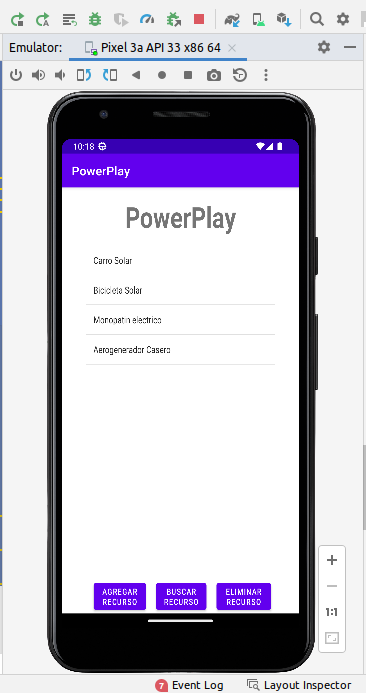 Emulator:
Pixel 3a API 33 x86 64
10:18
PowerPlay
PowerPlay
Carro Solar
Bicicleta Solar
Monopatin electrico
Aerogenerador Casero
AGREGAR
RECURSO
BUSCAR
RECURSO
ELIMINAR
RECURSO
1:1
7 Event Log
Layout Inspector